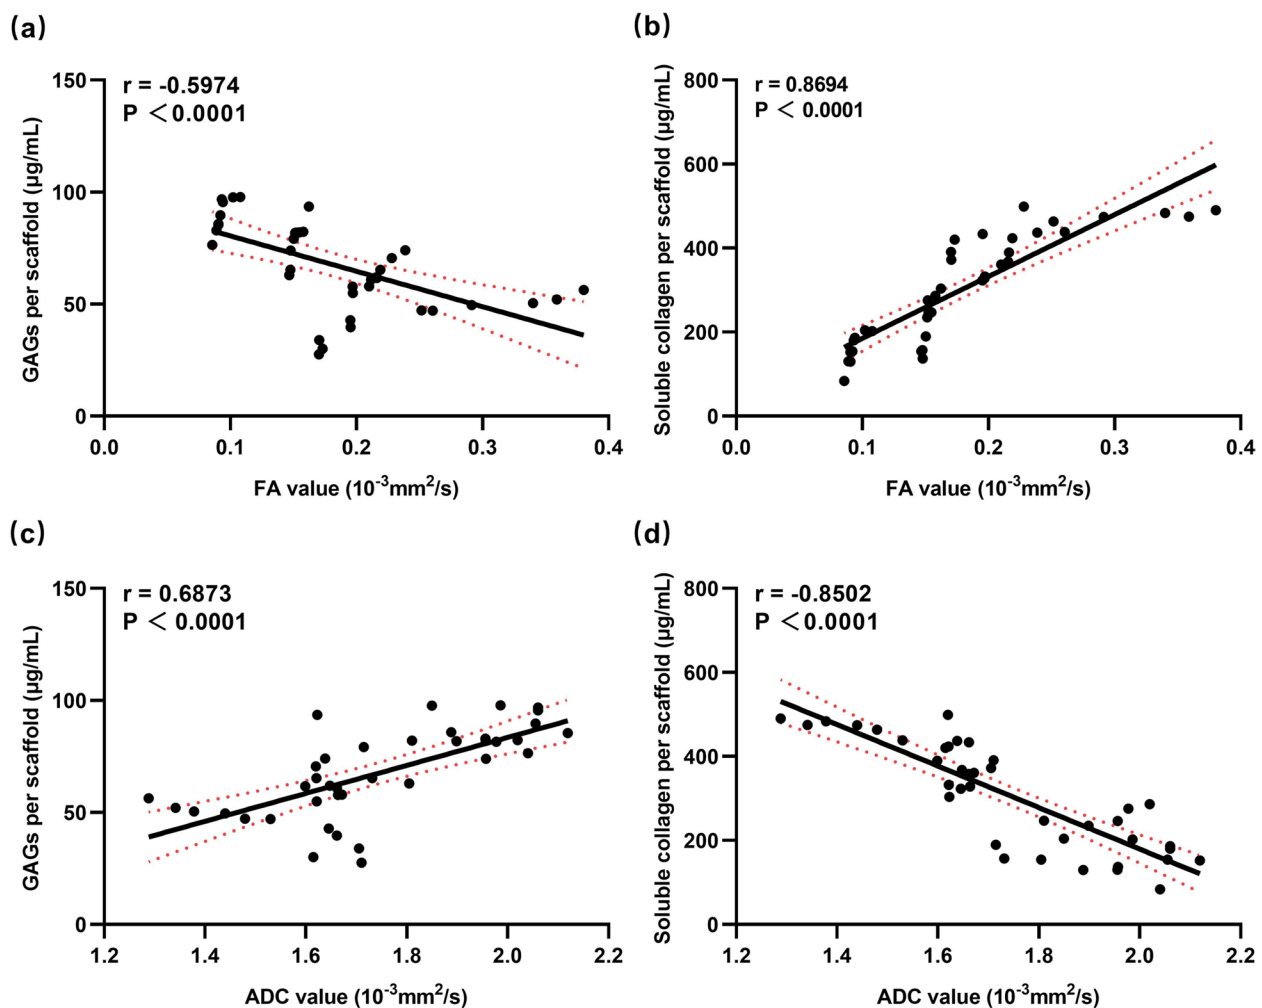 (a)
r = -0.5974
P < 0.0001
GAGs per scaffold (µg/mL)
150
100
50
0
0.0 0.1 0.2 0.3 0.4
FA value (10⁻³mm²/s)
(b)
r = 0.8694
P < 0.0001
Soluble collagen per scaffold (µg/mL)
800
600
400
200
0
0.0 0.1 0.2 0.3 0.4
FA value (10⁻³mm²/s)
(c)
r = 0.6873
P < 0.0001
GAGs per scaffold (µg/mL)
150
100
50
0
1.2 1.4 1.6 1.8 2.0 2.2
ADC value (10⁻³mm²/s)
(d)
r = -0.8502
P < 0.0001
Soluble collagen per scaffold (µg/mL)
800
600
400
200
0
1.2 1.4 1.6 1.8 2.0 2.2
ADC value (10⁻³mm²/s)